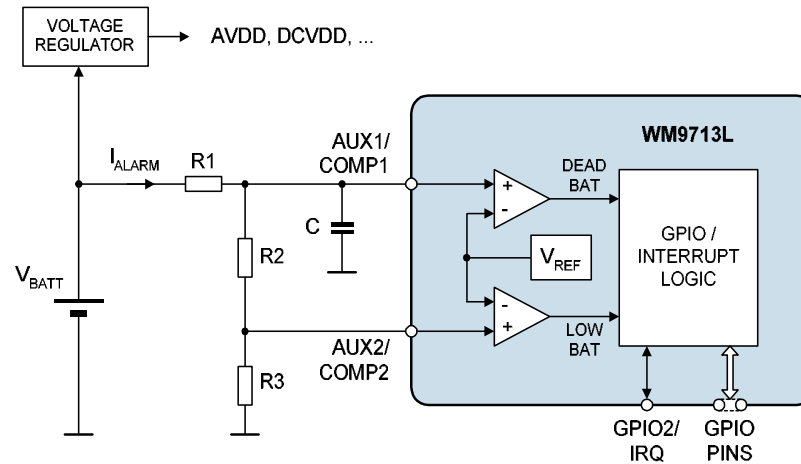 VOLTAGE
REGULATOR
AVDD, DCVDD, ...
WM9713L
AUX1/
COMP1
I_ALARM
R1
DEAD
BAT
+
-
C
GPIO /
INTERRUPT
LOGIC
R2
V_REF
V_BATT
-
+
LOW
BAT
AUX2/
COMP2
R3
GPIO2/
IRQ
GPIO
PINS